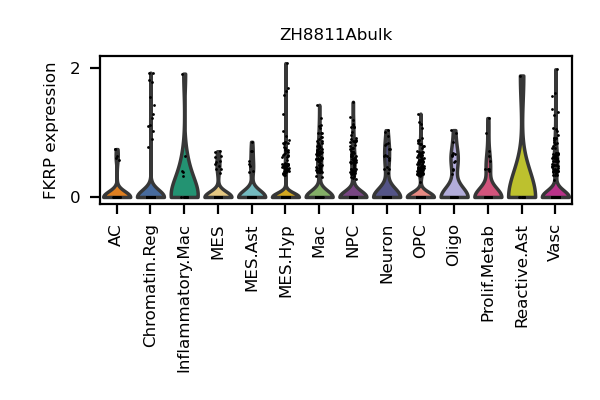 ZH8811Abulk
FKRP expression
2
0
AC
Chromatin.Reg
Inflammatory.Mac
MES
MES.Ast
MES.Hyp
Mac
NPC
Neuron
OPC
Oligo
Prolif.Metab
Reactive.Ast
Vasc